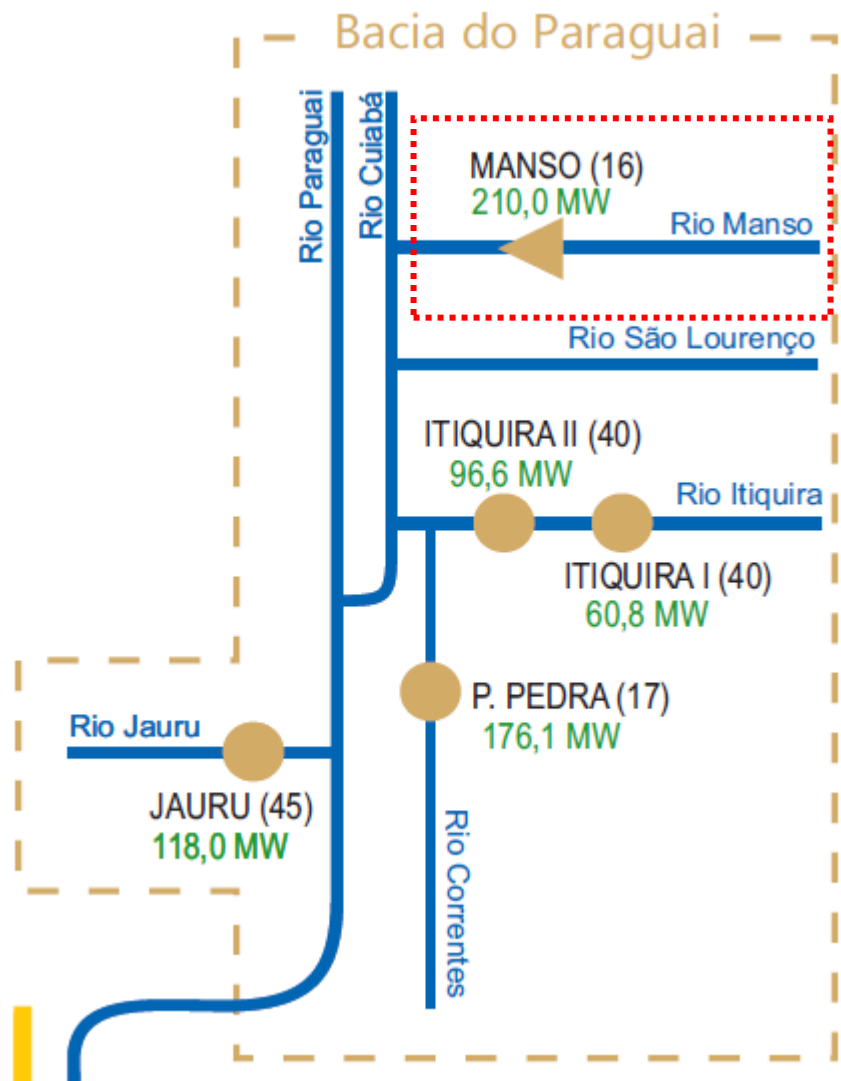 Bacia do Paraguai
Rio Paraguai
Rio Cuiabá
MANSO (16)
210,0 MW
Rio Manso
Rio São Lourenço
ITIQUIRA II (40)
96,6 MW
Rio Itiquira
ITIQUIRA I (40)
60,8 MW
P. PEDRA (17)
176,1 MW
Rio Jauru
JAURU (45)
118,0 MW
Rio Correntes